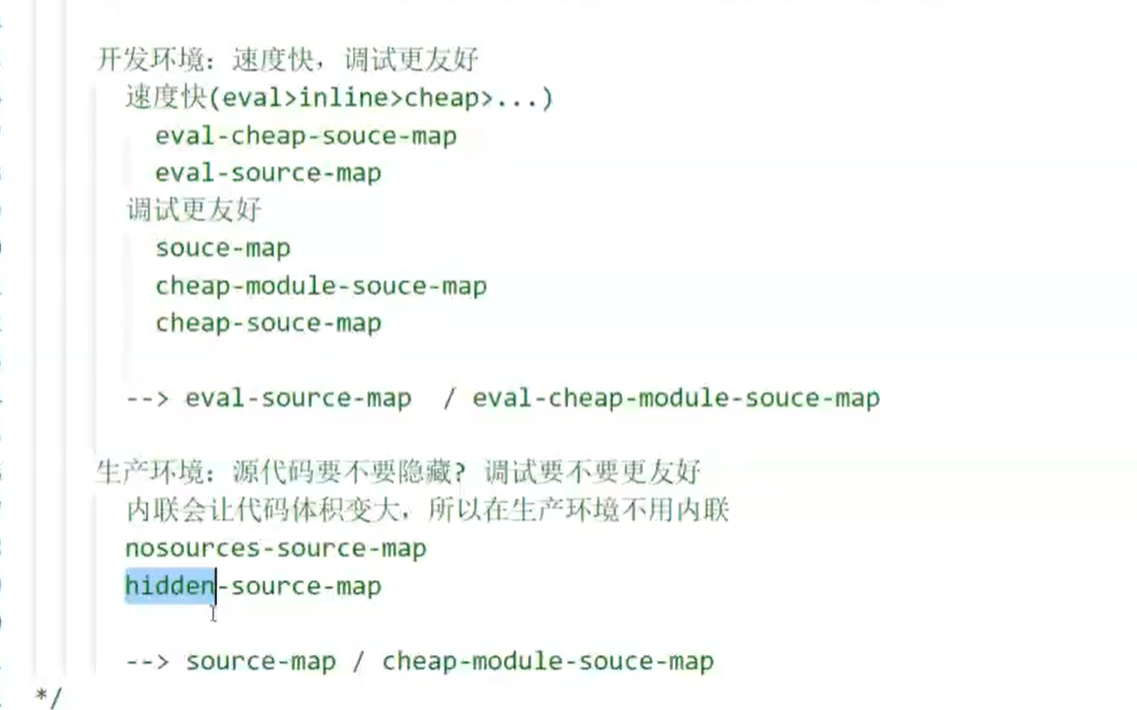 开发环境：速度快，调试更友好
速度快(eval>inline>cheap>...)
eval-cheap-souce-map
eval-source-map
调试更友好
souce-map
cheap-module-souce-map
cheap-souce-map
--> eval-source-map / eval-cheap-module-souce-map
生产环境：源代码要不要隐藏？调试要不要更友好
内联会让代码体积变大，所以在生产环境不用内联
nosources-source-map
hidden-source-map
--> source-map / cheap-module-souce-map
*/